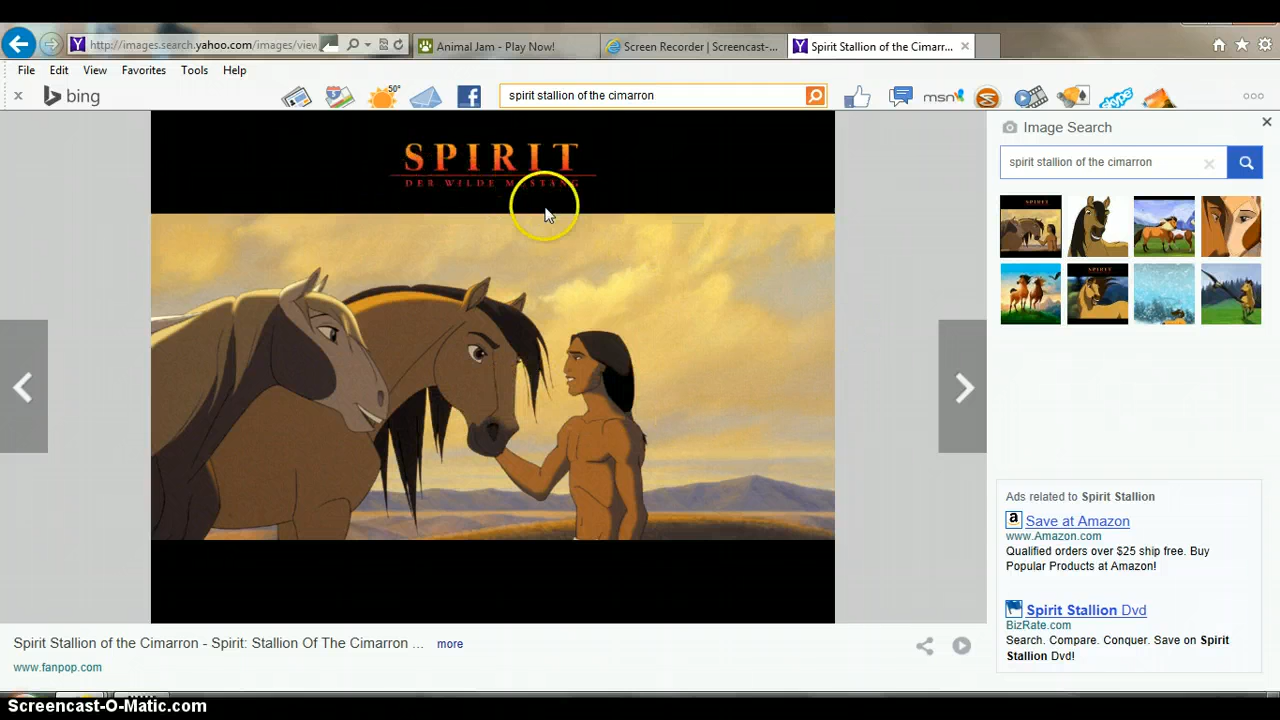 http://images.search.yahoo.com/images/view
Animal Jam - Play Now!
Screen Recorder | Screencast-...
Spirit Stallion of the Cimarr...
File Edit View Favorites Tools Help
bing
50°
spirit stallion of the cimarron
msn
skype
SPIRIT
DER WILDE MUSTANG
Image Search
spirit stallion of the cimarron
SPIRIT
SPIRIT
Ads related to Spirit Stallion
a Save at Amazon
www.Amazon.com
Qualified orders over $25 ship free. Buy
Popular Products at Amazon!
Spirit Stallion Dvd
BizRate.com
Search. Compare. Conquer. Save on Spirit
Stallion Dvd!
Spirit Stallion of the Cimarron - Spirit: Stallion Of The Cimarron ... more
www.fanpop.com
Screencast-O-Matic.com